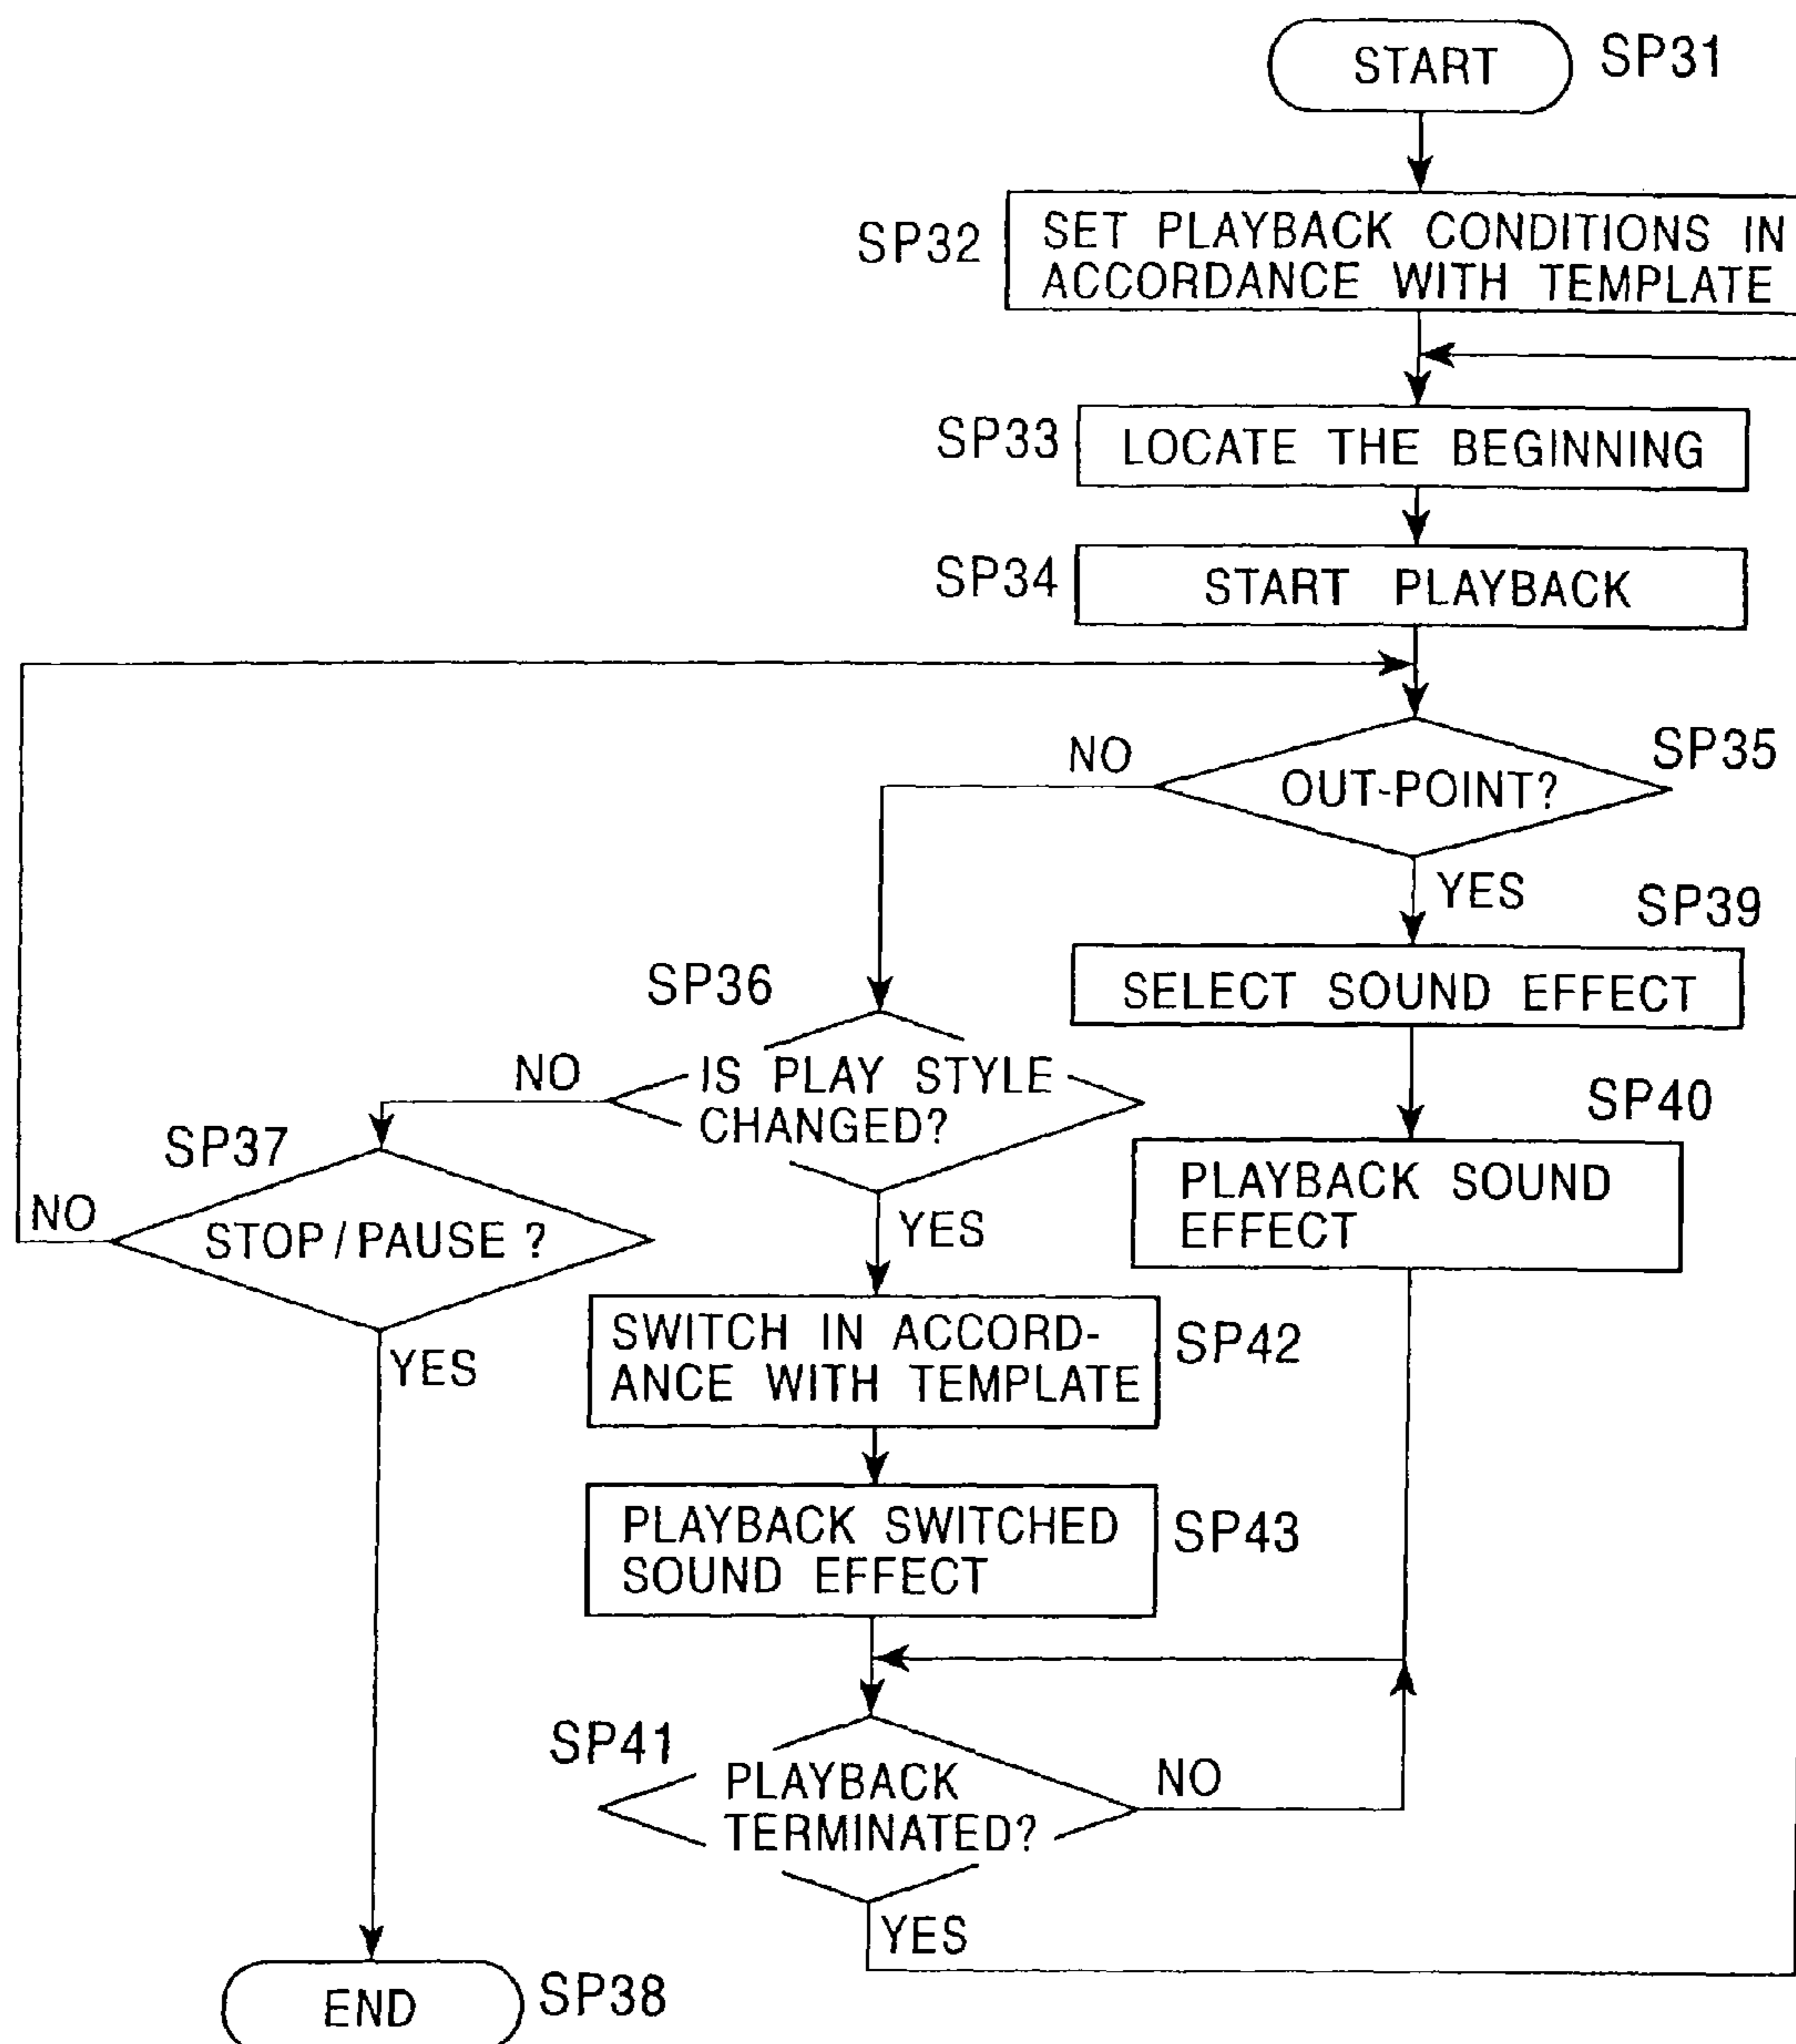 START
SP31
SP32
SET PLAYBACK CONDITIONS IN
ACCORDANCE WITH TEMPLATE
SP33
LOCATE THE BEGINNING
SP34
START PLAYBACK
NO
SP35
OUT-POINT?
YES
SP39
SELECT SOUND EFFECT
SP36
NO
IS PLAY STYLE
CHANGED?
SP40
PLAYBACK SOUND
EFFECT
SP37
NO
STOP/PAUSE ?
YES
YES
SWITCH IN ACCORD-
ANCE WITH TEMPLATE
SP42
PLAYBACK SWITCHED
SOUND EFFECT
SP43
SP41
PLAYBACK
TERMINATED?
NO
YES
END
SP38